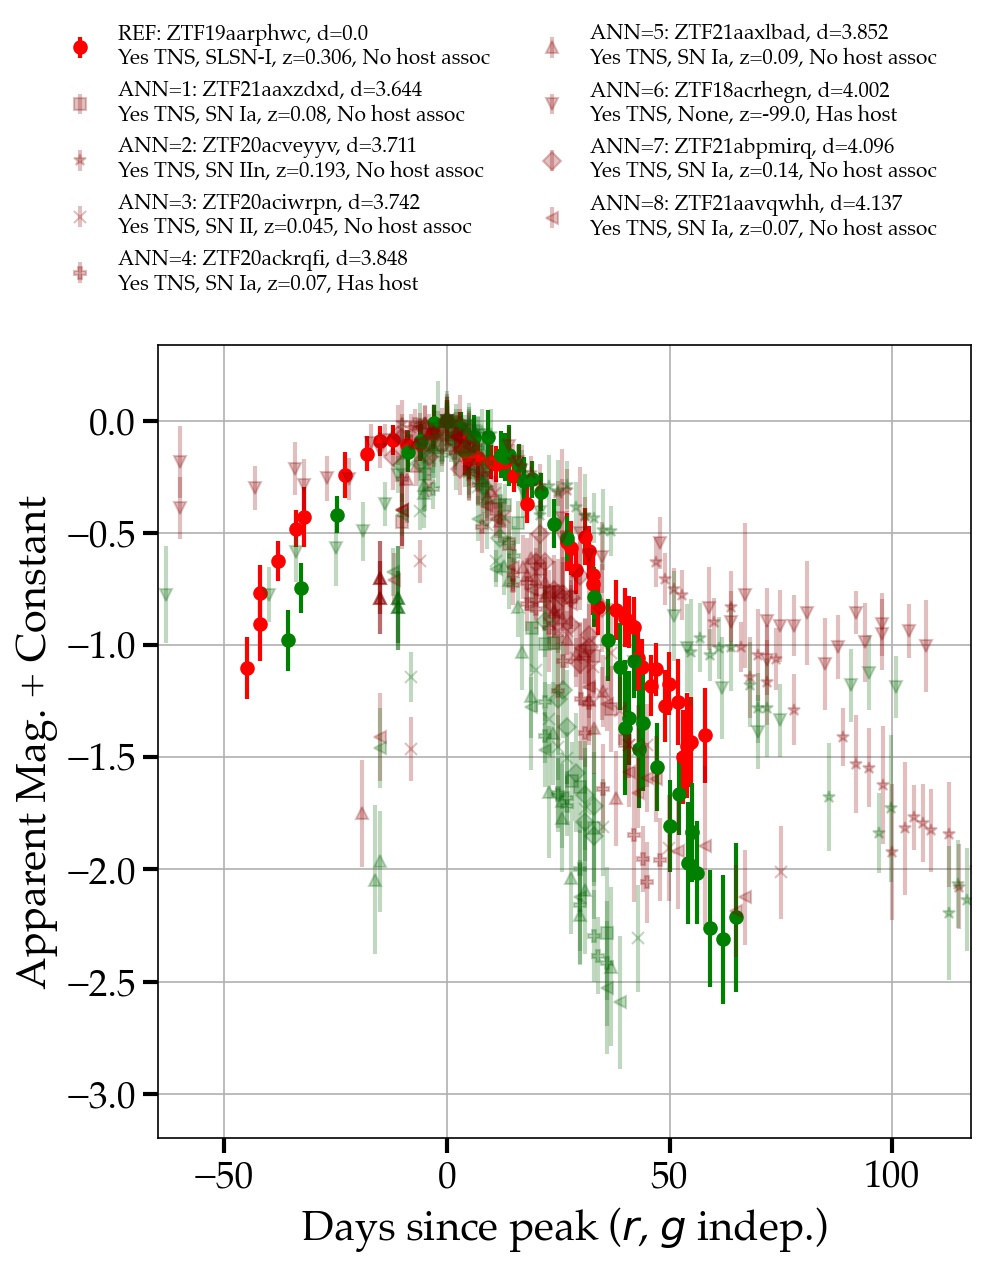 REF: ZTF19aarphwc, d=0.0
Yes TNS, SLSN-I, z=0.306, No host assoc
ANN=1: ZTF21aaxzdxd, d=3.644
Yes TNS, SN Ia, z=0.08, No host assoc
ANN=2: ZTF20acveyyv, d=3.711
Yes TNS, SN IIn, z=0.193, No host assoc
ANN=3: ZTF20aciwrpn, d=3.742
Yes TNS, SN II, z=0.045, No host assoc
ANN=4: ZTF20ackrqfi, d=3.848
Yes TNS, SN Ia, z=0.07, Has host
ANN=5: ZTF21aaxlbad, d=3.852
Yes TNS, SN Ia, z=0.09, No host assoc
ANN=6: ZTF18acrhegn, d=4.002
Yes TNS, None, z=-99.0, Has host
ANN=7: ZTF21abpmirq, d=4.096
Yes TNS, SN Ia, z=0.14, No host assoc
ANN=8: ZTF21aavqwhh, d=4.137
Yes TNS, SN Ia, z=0.07, No host assoc
Apparent Mag. + Constant
0.0
−0.5
−1.0
−1.5
−2.0
−2.5
−3.0
−50
0
50
100
Days since peak (r, g indep.)